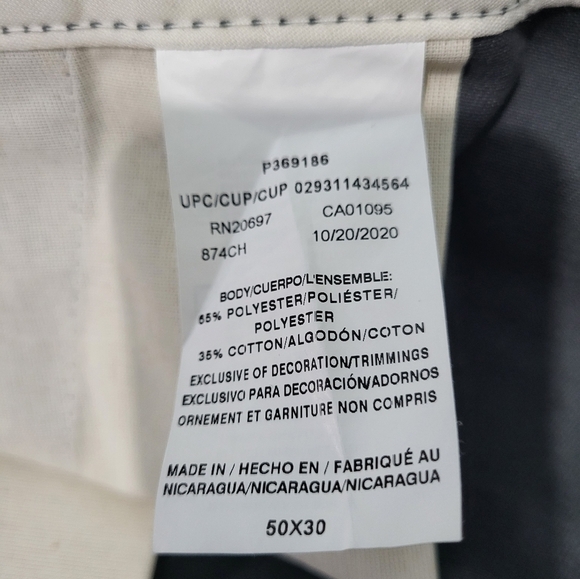 P369186
UPC/CUP/CUP 029311434564
RN20697 CA01095
874CH 10/20/2020
BODY/CUERPO/L'ENSEMBLE:
65% POLYESTER/POLIÉSTER/
POLYESTER
35% COTTON/ALGODÓN/COTON
EXCLUSIVE OF DECORATION/TRIMMINGS
EXCLUSIVO PARA DECORACIÓN/ADORNOS
ORNEMENT ET GARNITURE NON COMPRIS
MADE IN / HECHO EN / FABRIQUÉ AU
NICARAGUA/NICARAGUA/NICARAGUA
50X30